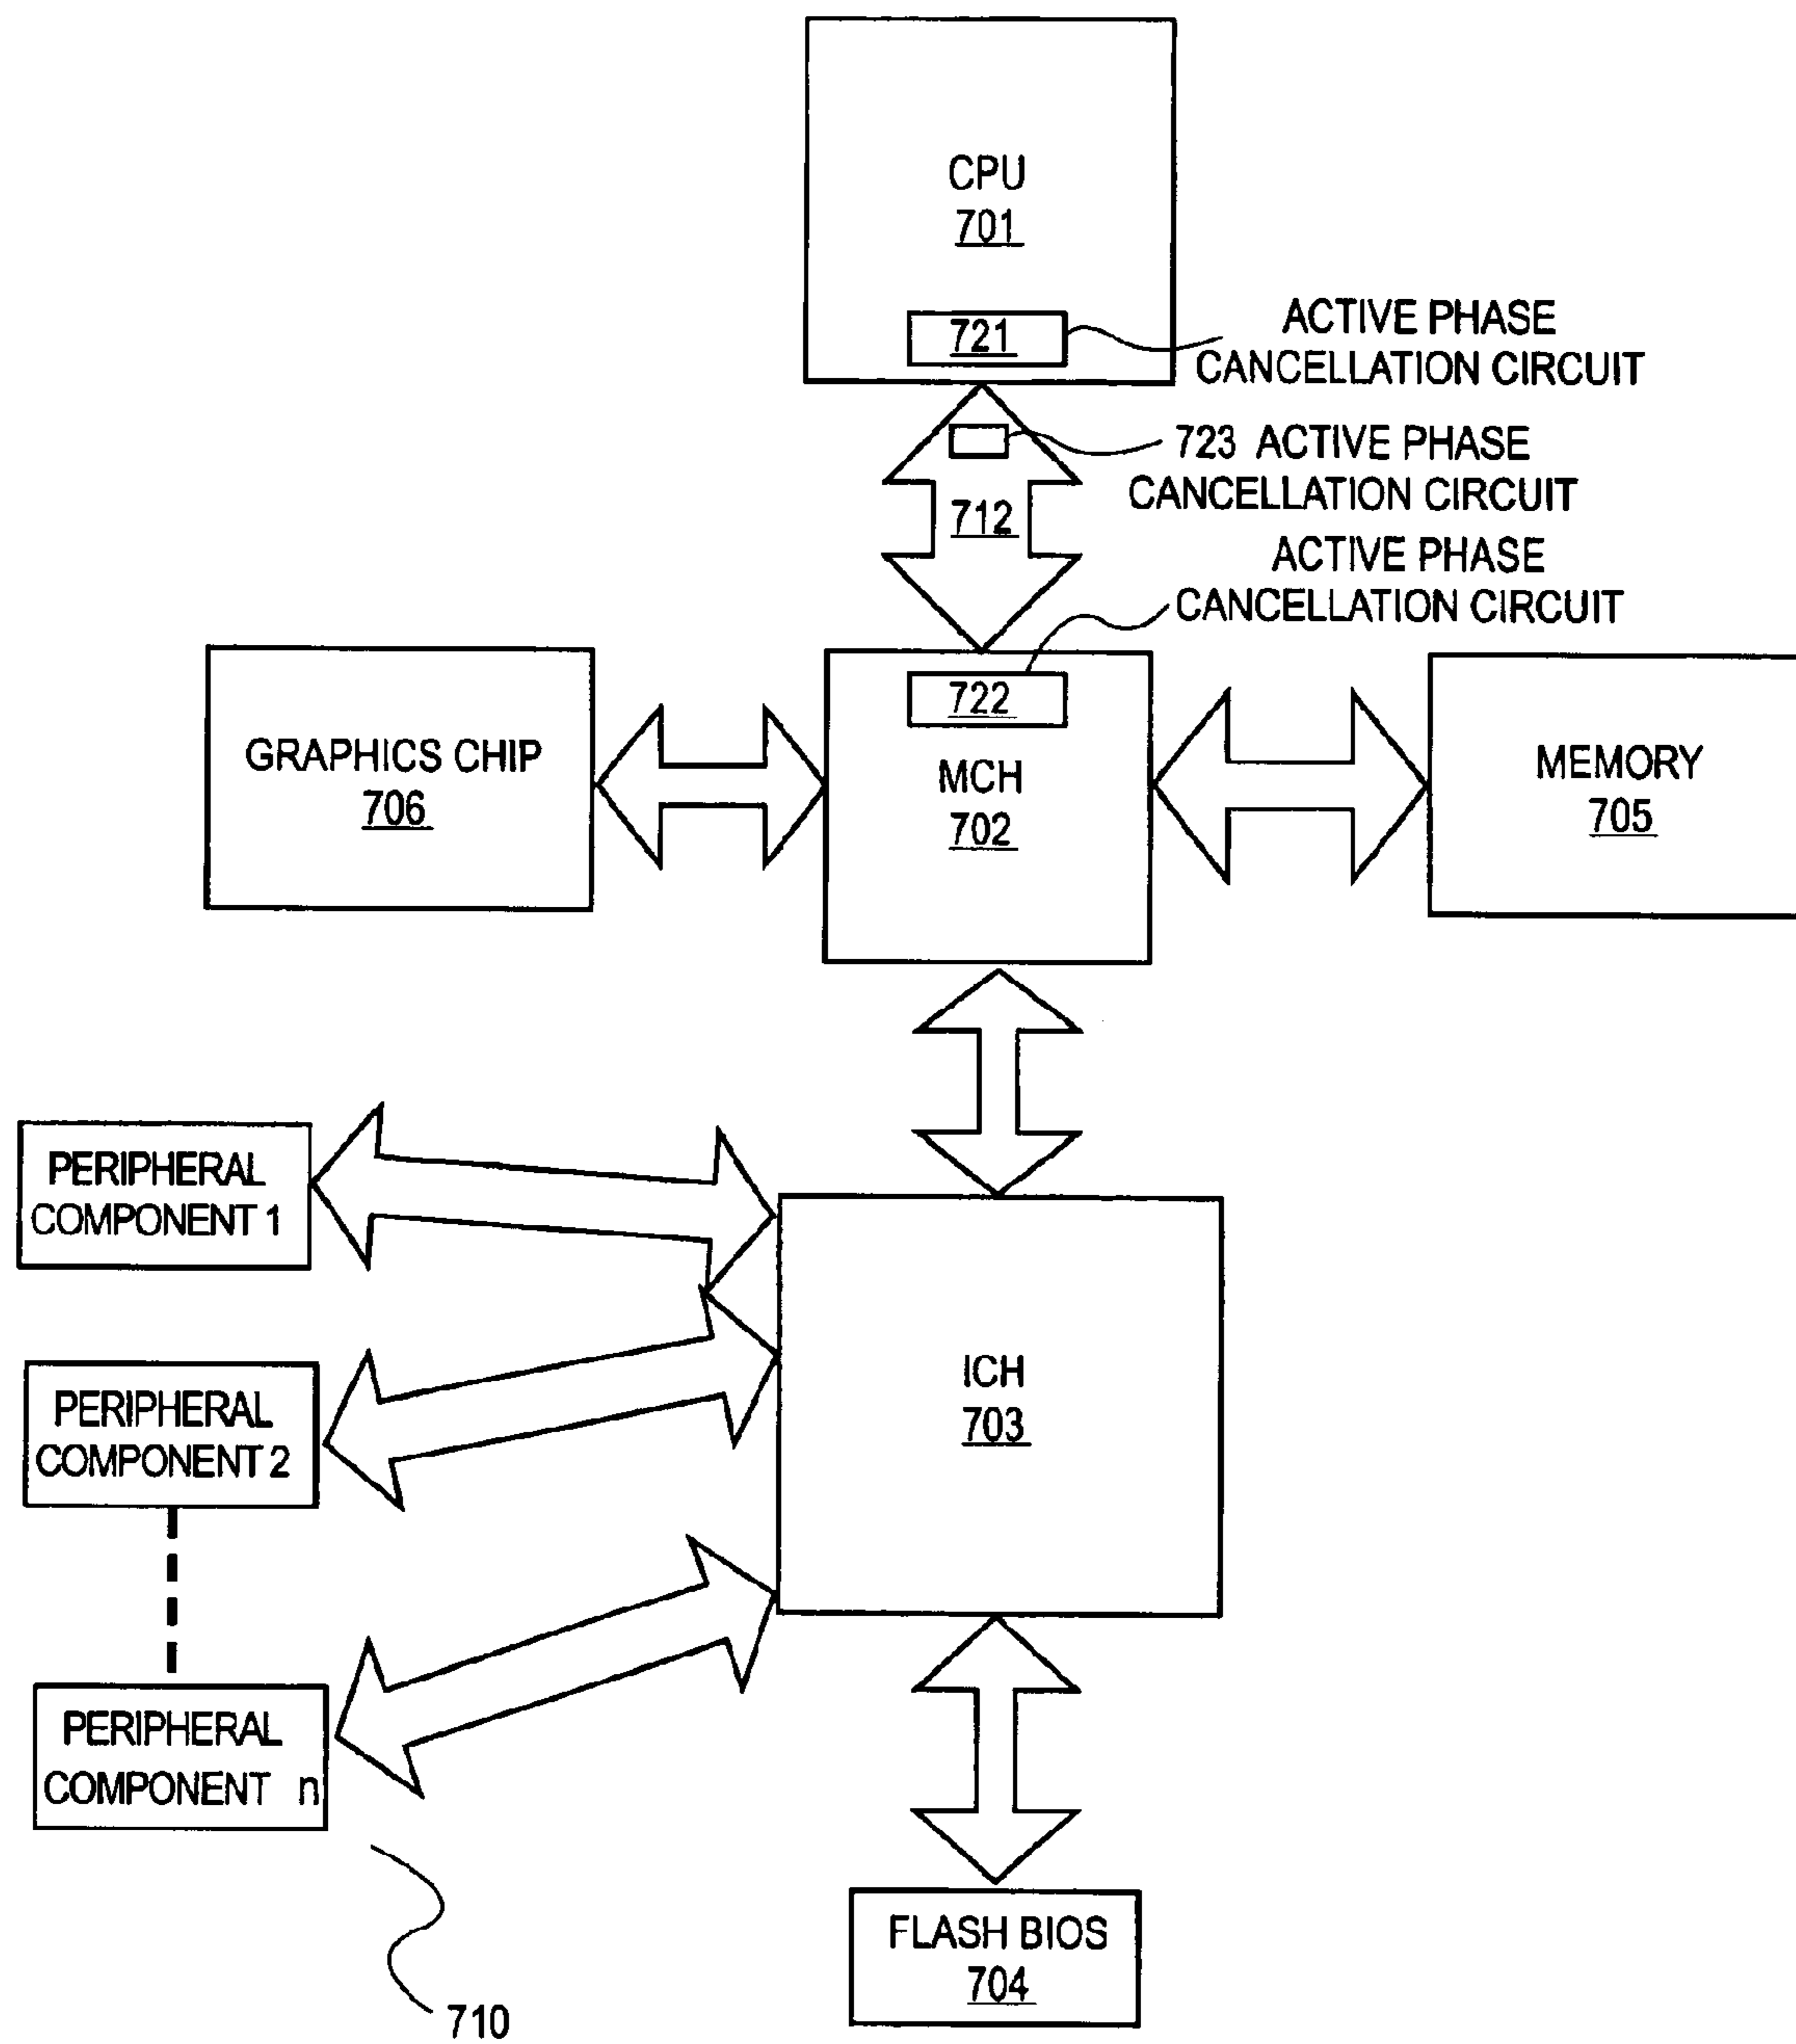 CPU
701
721
ACTIVE PHASE
CANCELLATION CIRCUIT
723 ACTIVE PHASE
CANCELLATION CIRCUIT
712
ACTIVE PHASE
CANCELLATION CIRCUIT
GRAPHICS CHIP
706
722
MCH
702
MEMORY
705
PERIPHERAL
COMPONENT 1
PERIPHERAL
COMPONENT 2
ICH
703
PERIPHERAL
COMPONENT n
FLASH BIOS
704
710